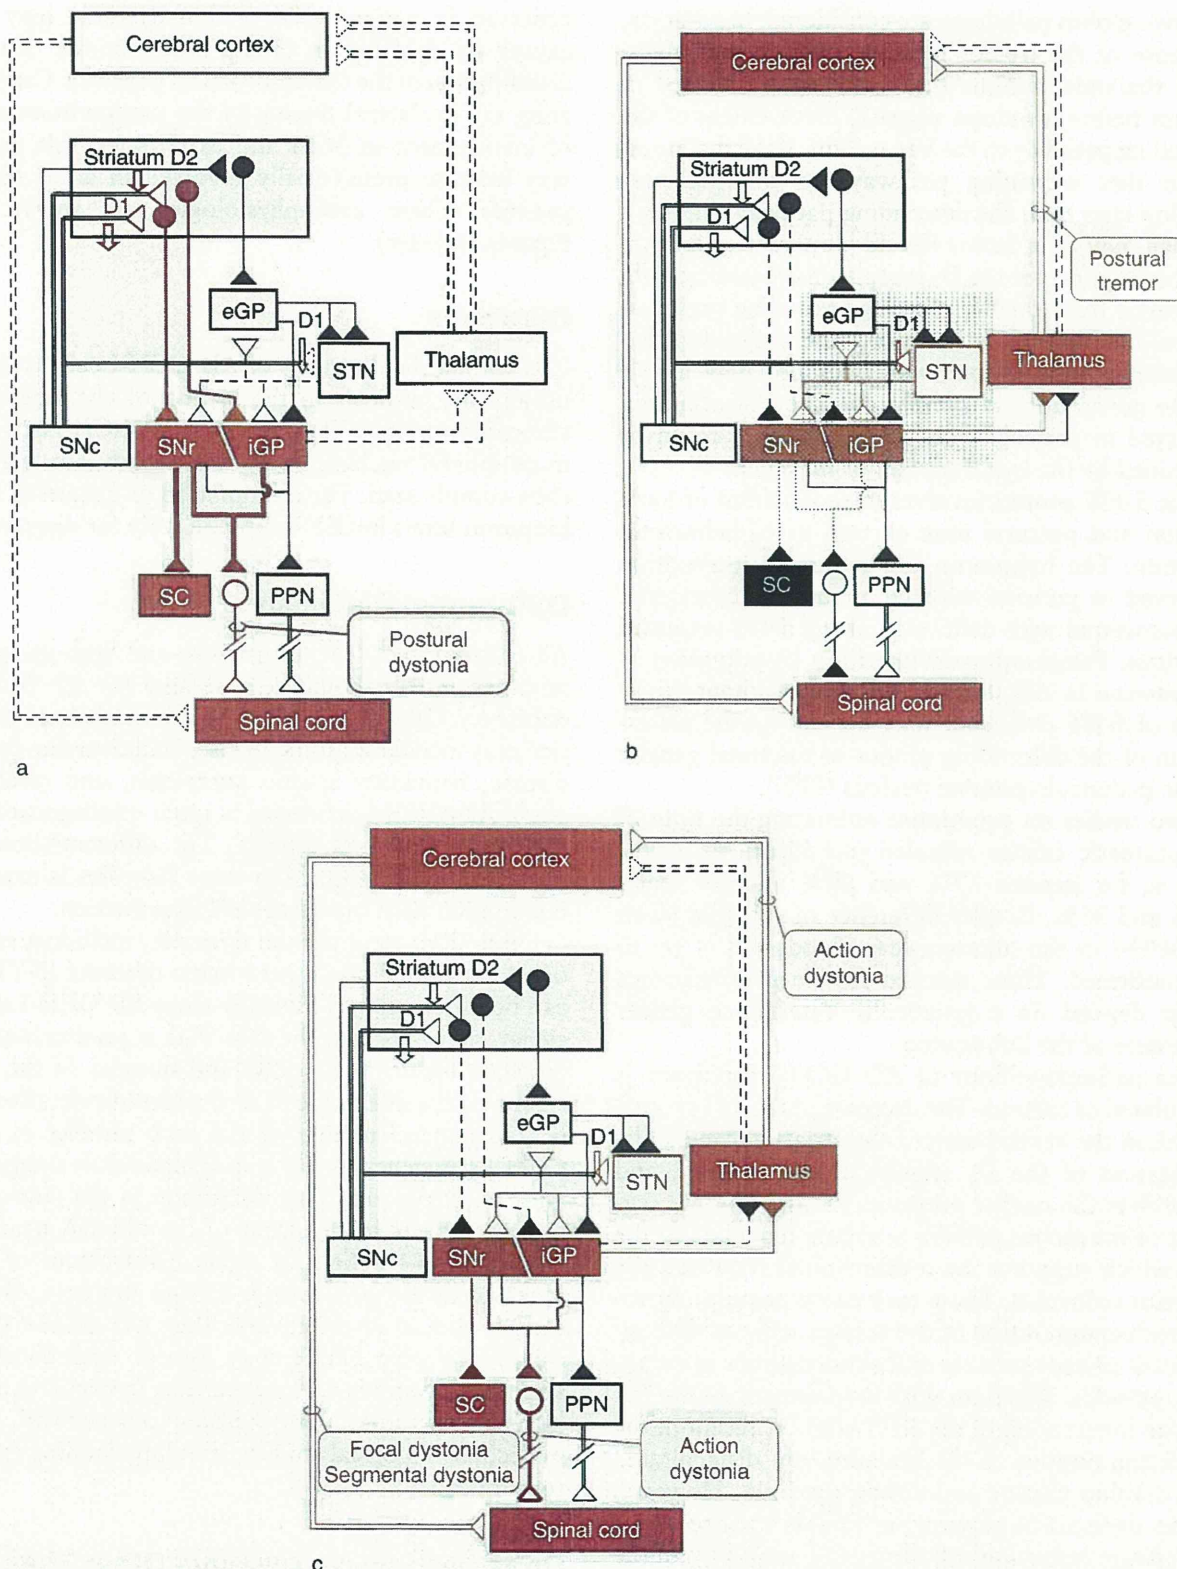 Cerebral cortex
Striatum D2
D1
eGP
D1
STN
Thalamus
SNc
SNr
iGP
SC
PPN
Postural
dystonia
Spinal cord
a
Cerebral cortex
Striatum D2
D1
Postural
tremor
eGP
D1
STN
Thalamus
SNc
SNr
iGP
SC
PPN
Spinal cord
b
Cerebral cortex
Action
dystonia
Striatum D2
D1
eGP
D1
STN
Thalamus
SNc
SNr
iGP
SC
PPN
Focal dystonia
Segmental dystonia
Action
dystonia
Spinal cord
c